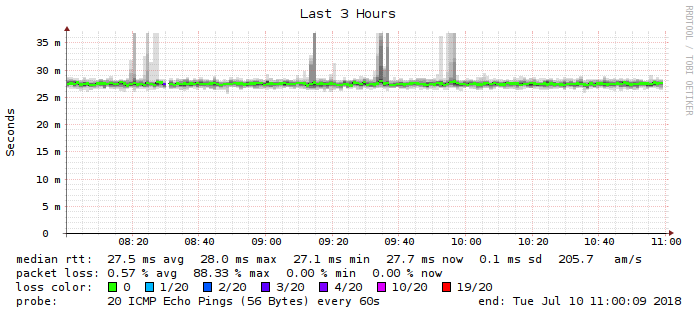 Last 3 Hours
RRDTOOL / TOBI OETIKER
Seconds
35 m
30 m
25 m
20 m
15 m
10 m
5 m
0
08:20 08:40 09:00 09:20 09:40 10:00 10:20 10:40 11:00
median rtt: 27.5 ms avg 28.0 ms max 27.1 ms min 27.7 ms now 0.1 ms sd 205.7 am/s
packet loss: 0.57 % avg 88.33 % max 0.00 % min 0.00 % now
loss color: 0 1/20 2/20 3/20 4/20 10/20 19/20
probe: 20 ICMP Echo Pings (56 Bytes) every 60s end: Tue Jul 10 11:00:09 2018